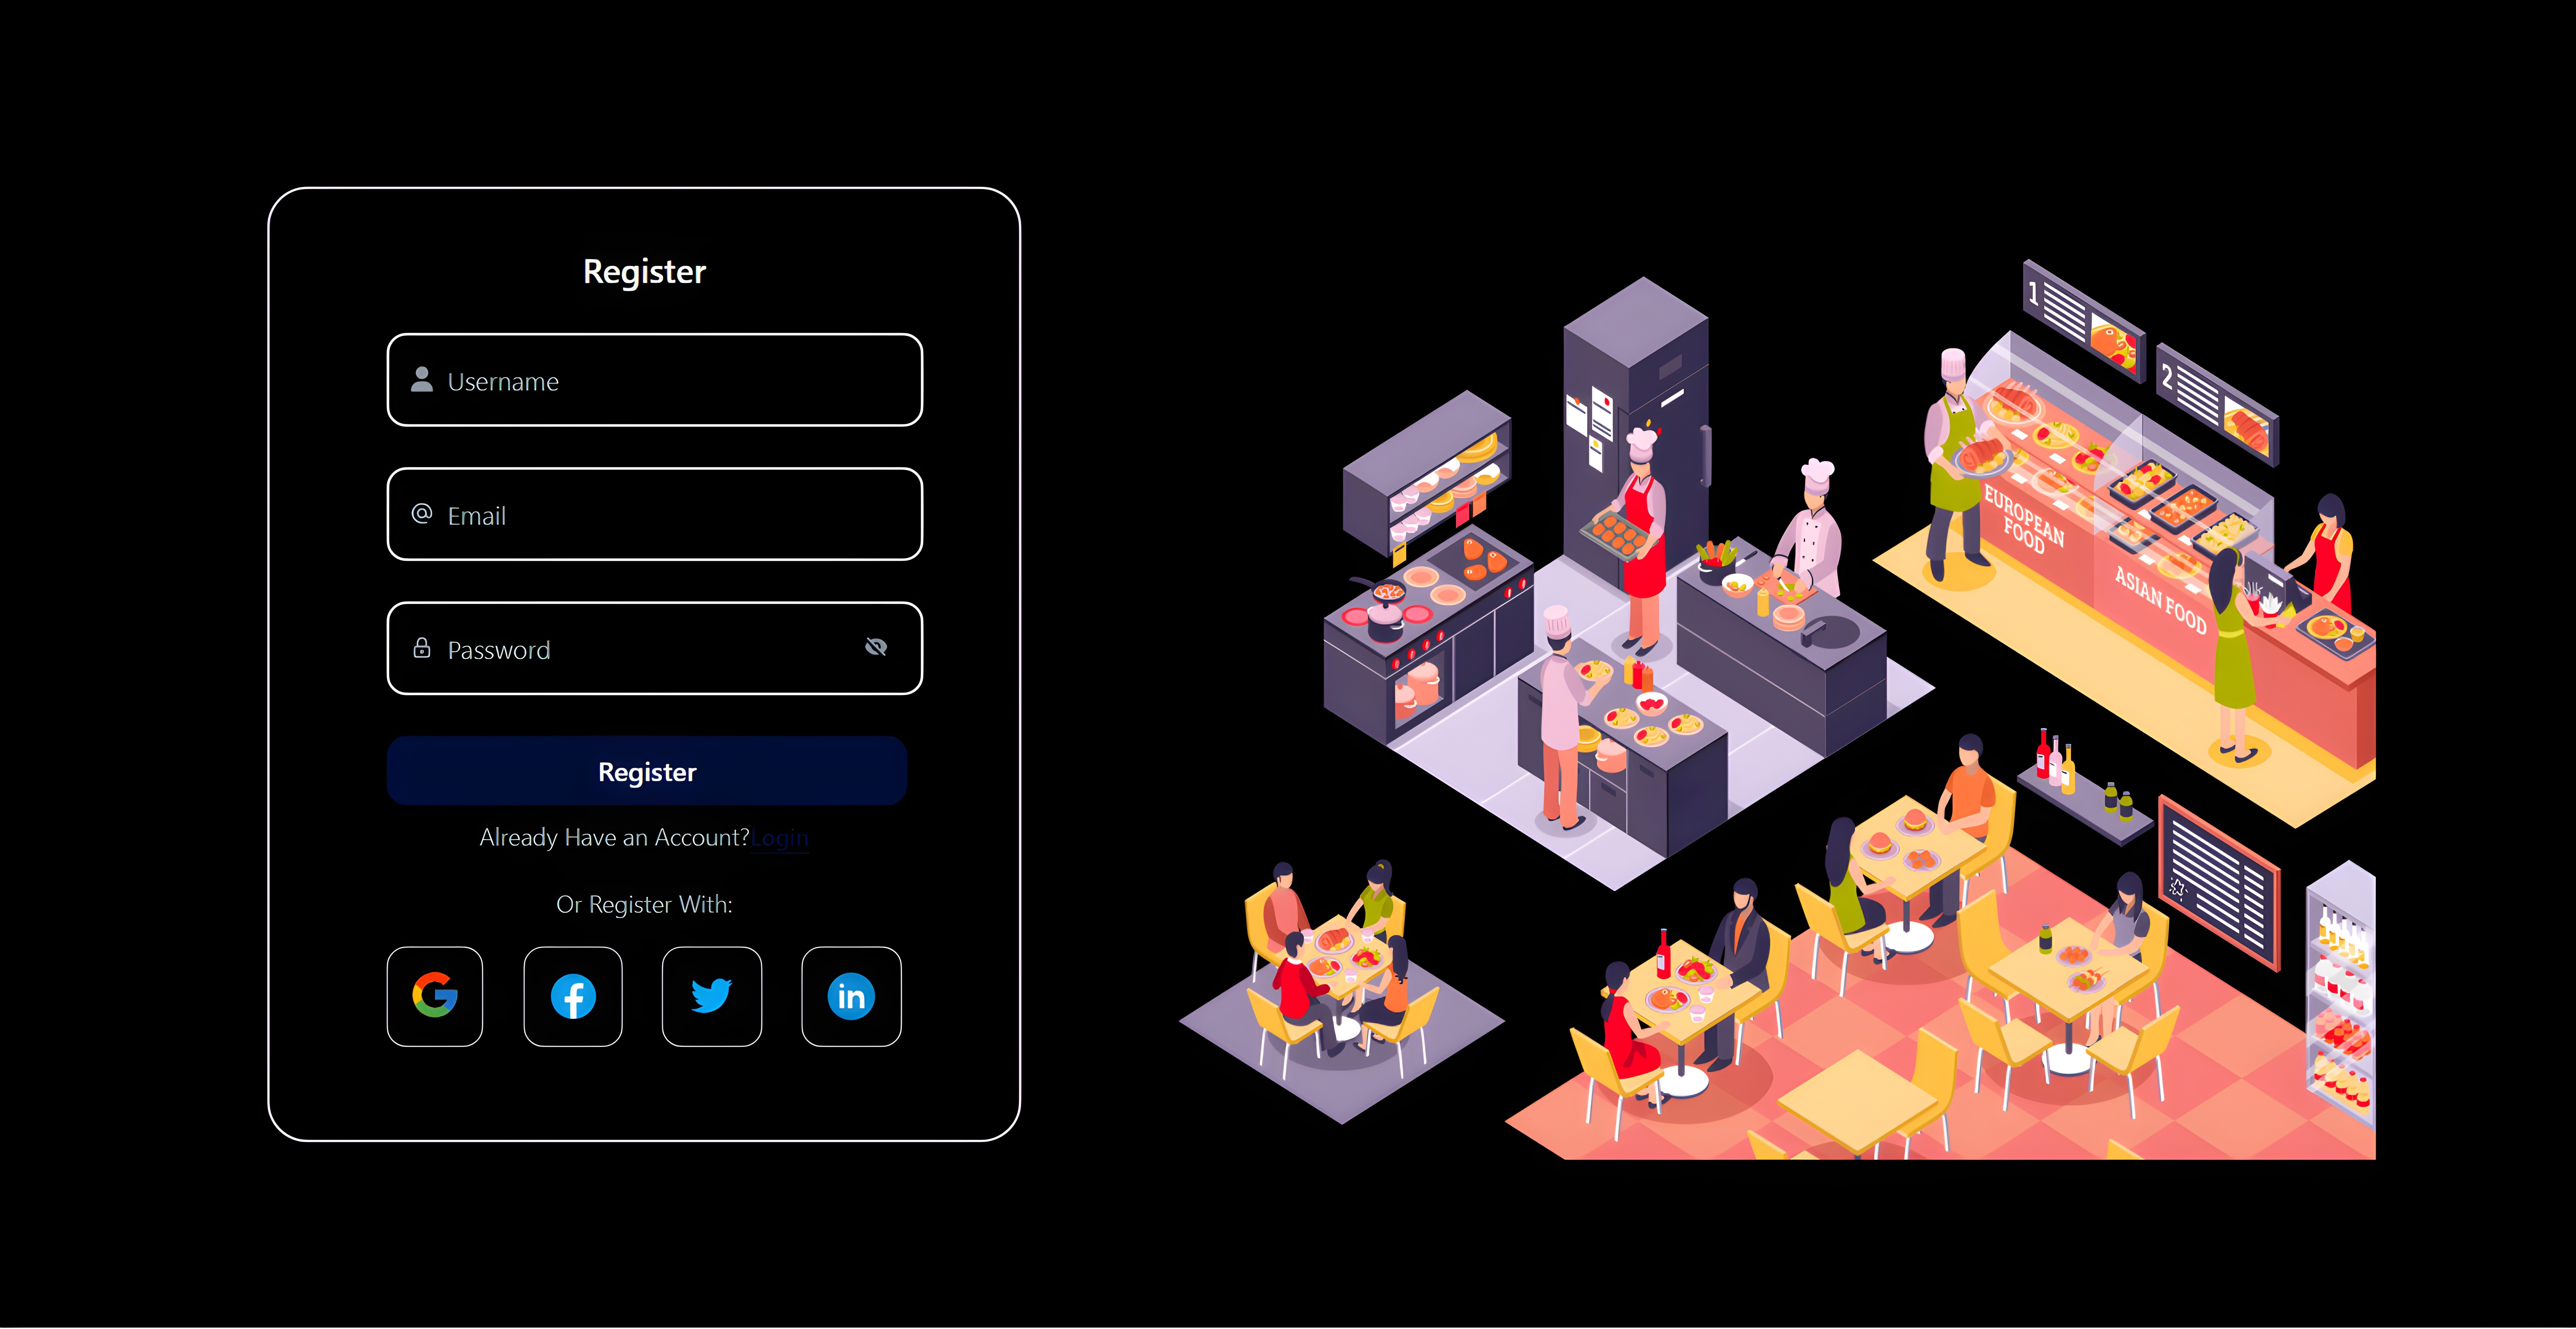 Register
Username
Email
Password
Register
Already Have an Account?Login
Or Register With:
G
f
in
1
2
EUROPEAN
FOOD
ASIAN FOOD